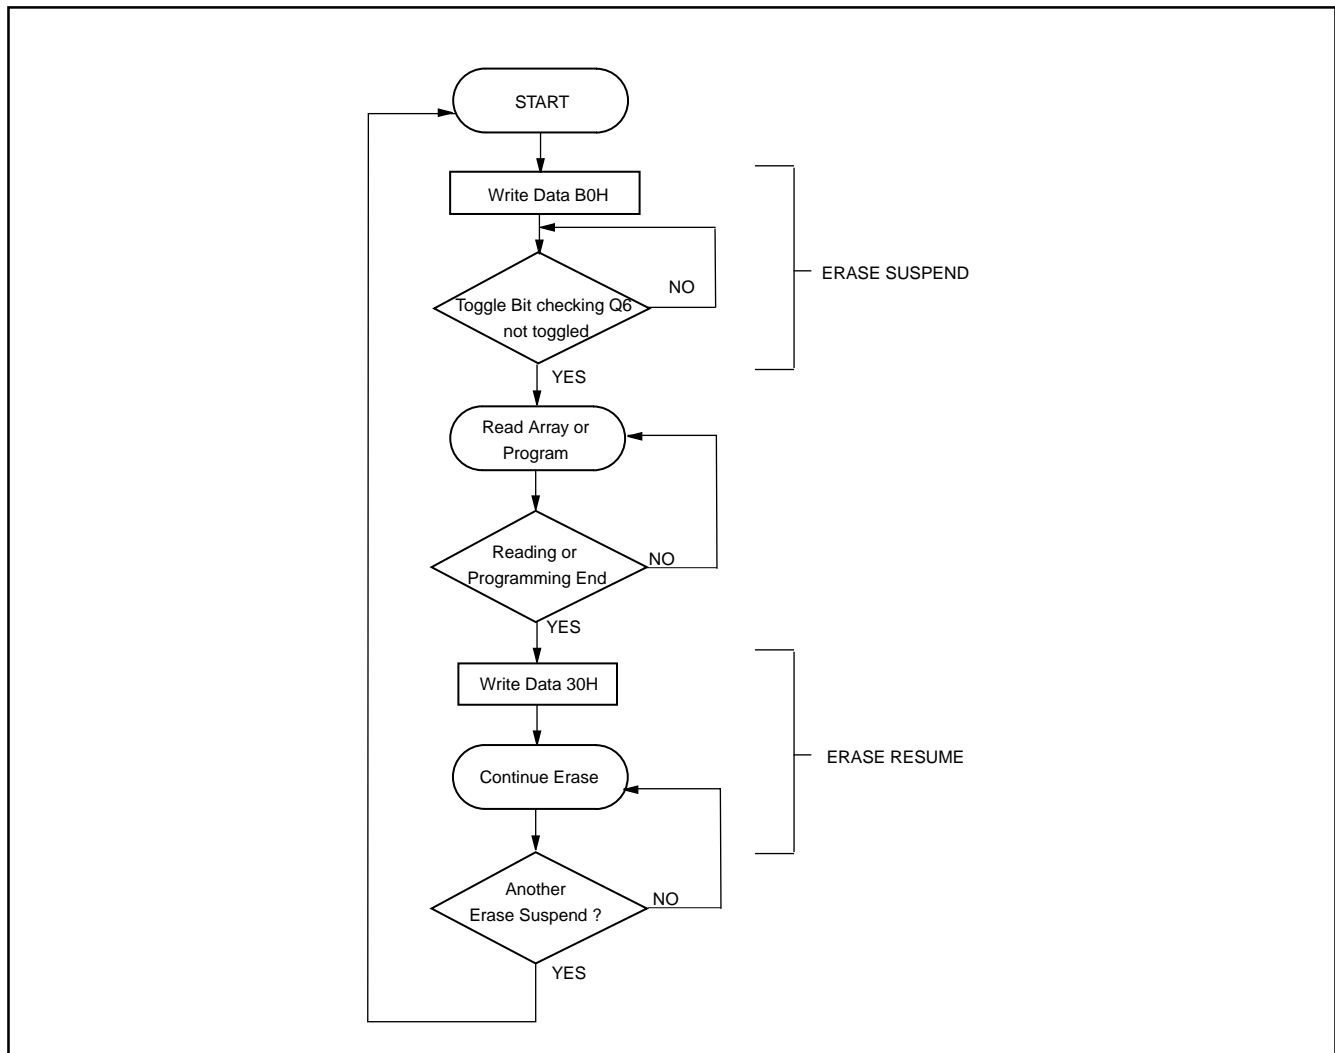 START
Write Data B0H
ERASE SUSPEND
NO
Toggle Bit checking Q6
not toggled
YES
Read Array or
Program
Reading or
Programming End
NO
YES
Write Data 30H
ERASE RESUME
Continue Erase
Another
Erase Suspend ?
NO
YES